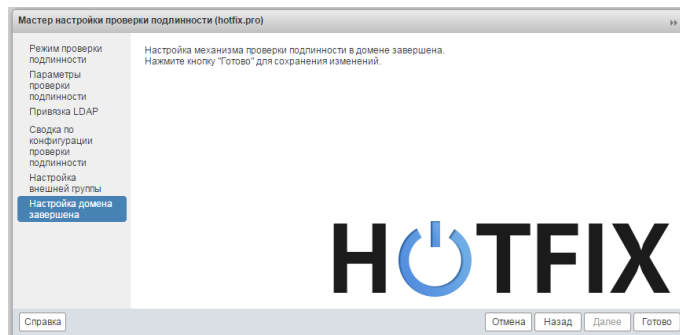 Мастер настройки проверки подлинности (hotfix.pro)
Режим проверки
подлинности
Параметры
проверки
подлинности
Привязка LDAP
Сводка по
конфигурации
проверки
подлинности
Настройка
внешней группы
Настройка домена
завершена
Настройка механизма проверки подлинности в домене завершена.
Нажмите кнопку "Готово" для сохранения изменений.
HOTFIX
Справка
Отмена
Назад
Далее
Готово